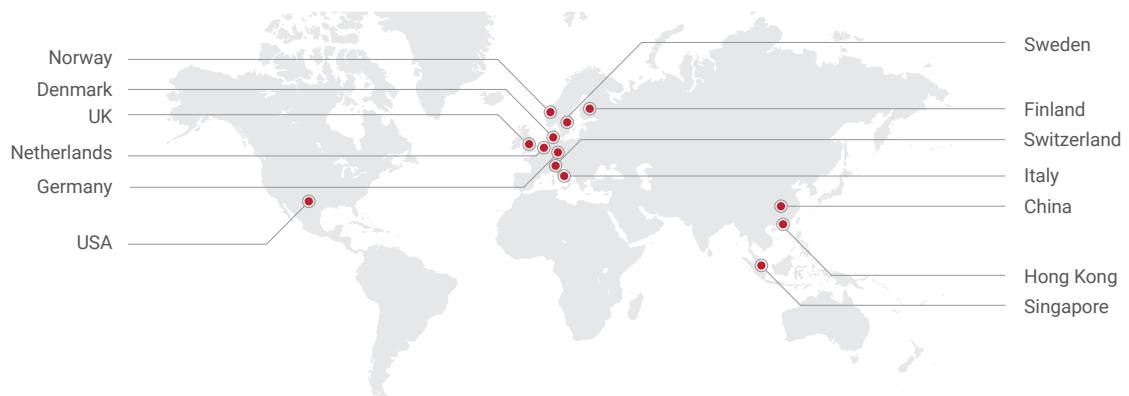 Norway
Denmark
UK
Netherlands
Germany
USA
Sweden
Finland
Switzerland
Italy
China
Hong Kong
Singapore